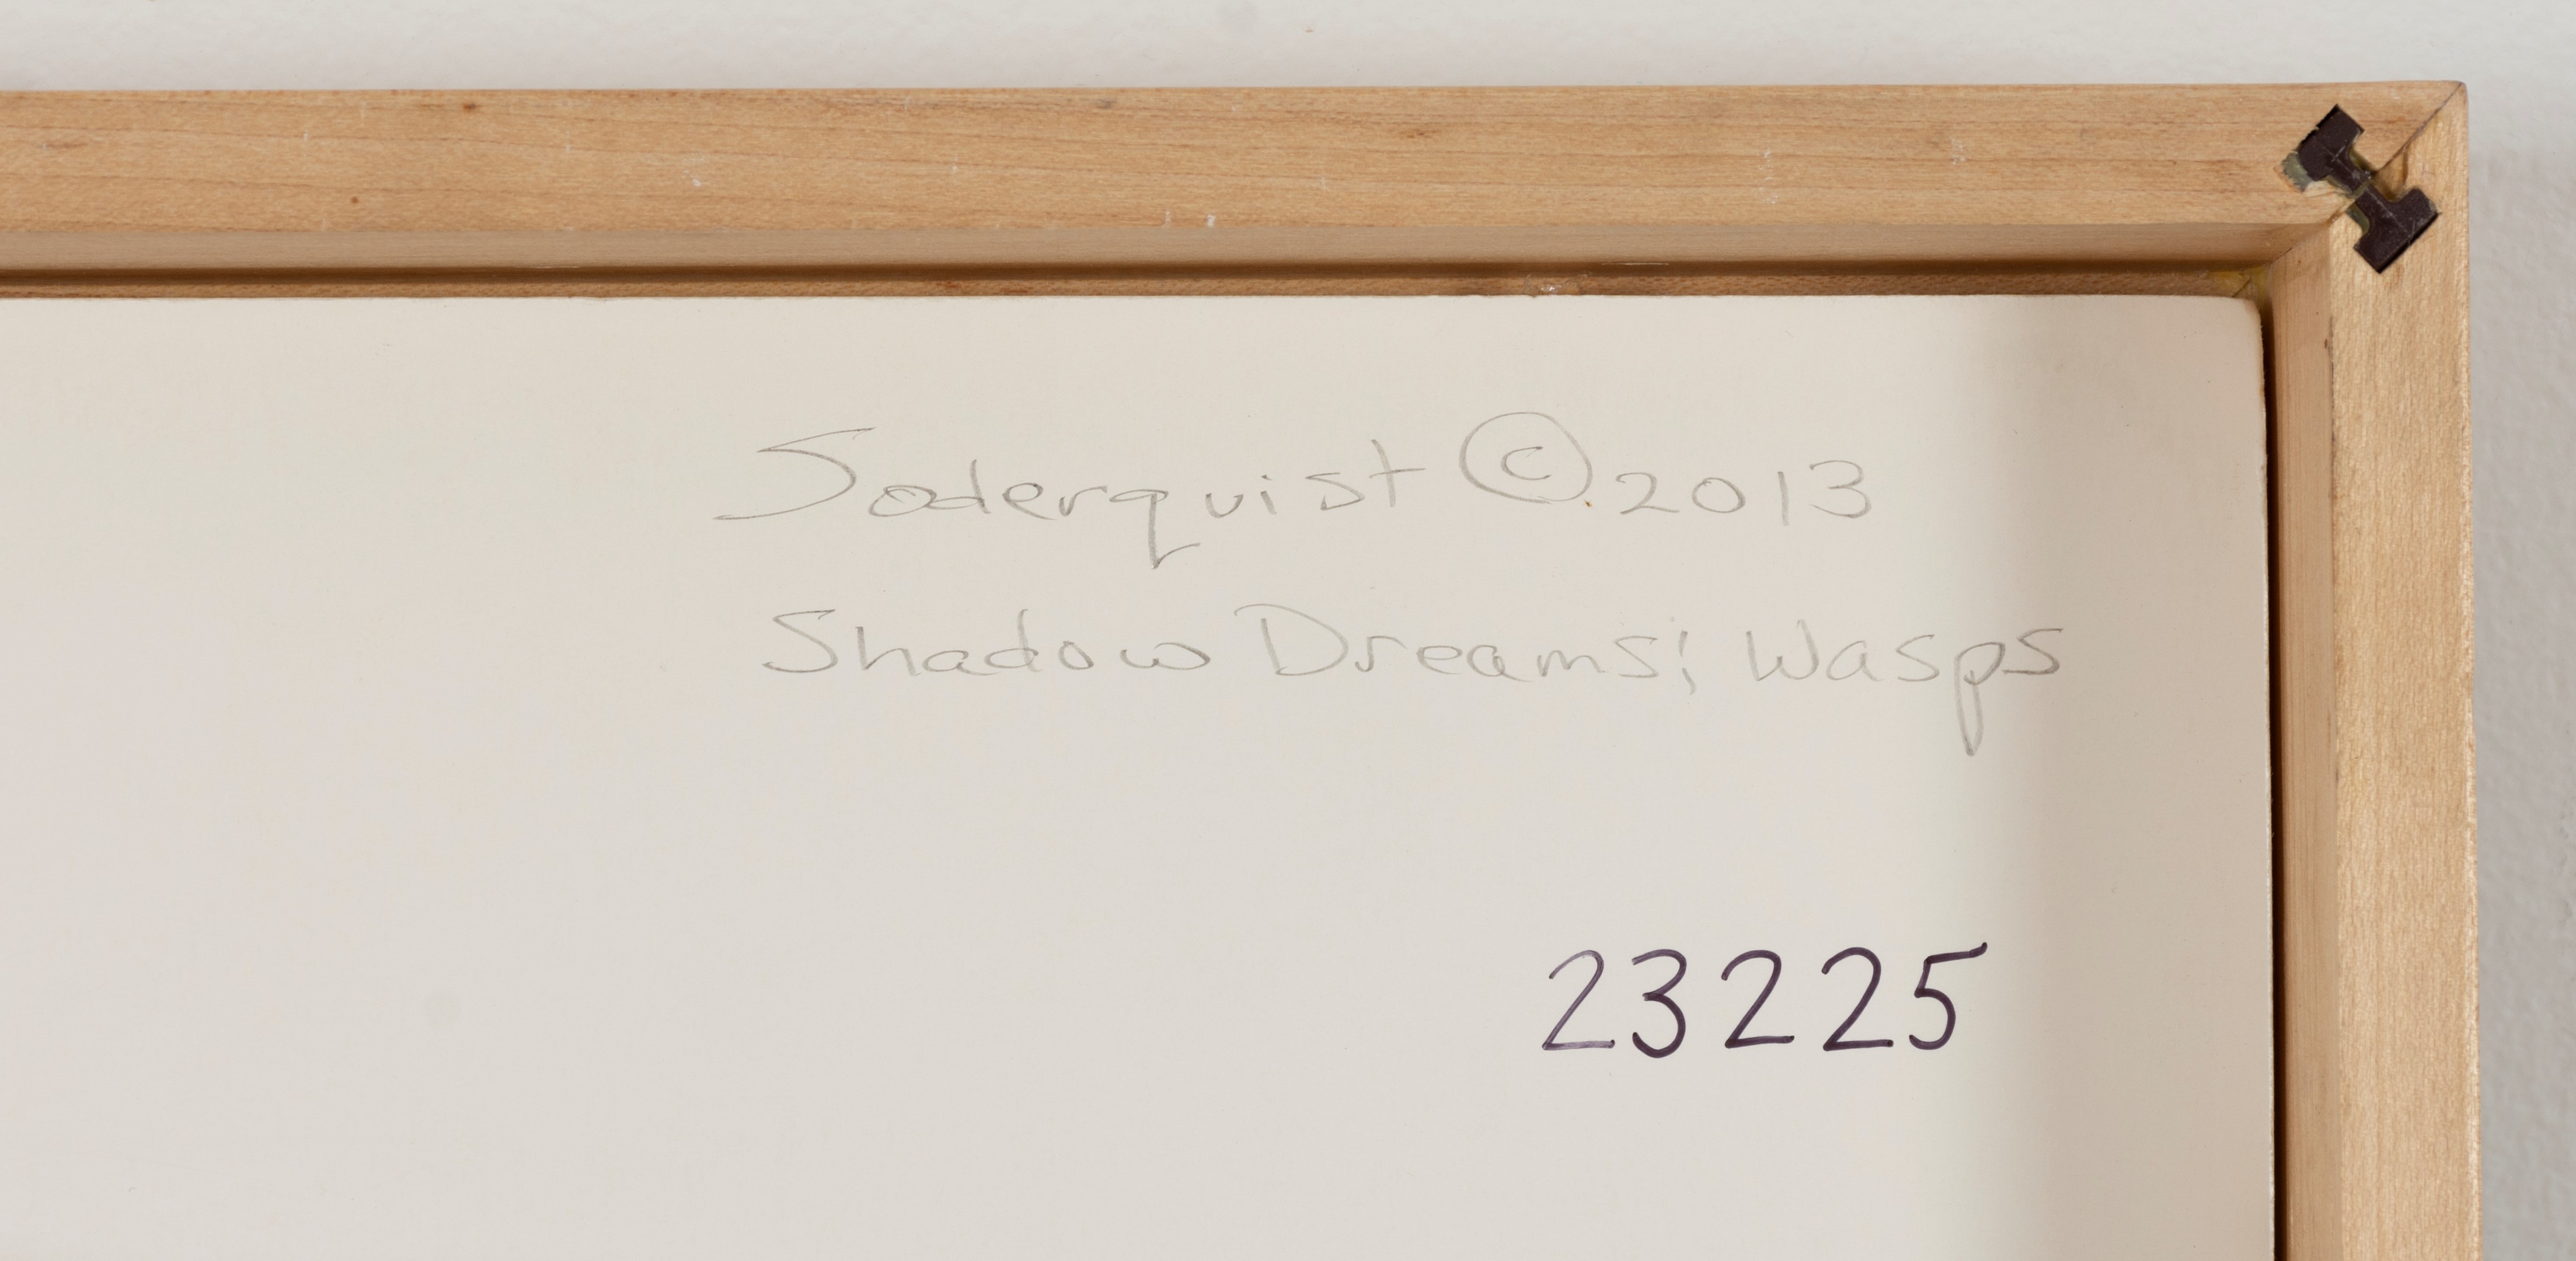 Soderquist © 2013
Shadow Dreams; Wasps
23225